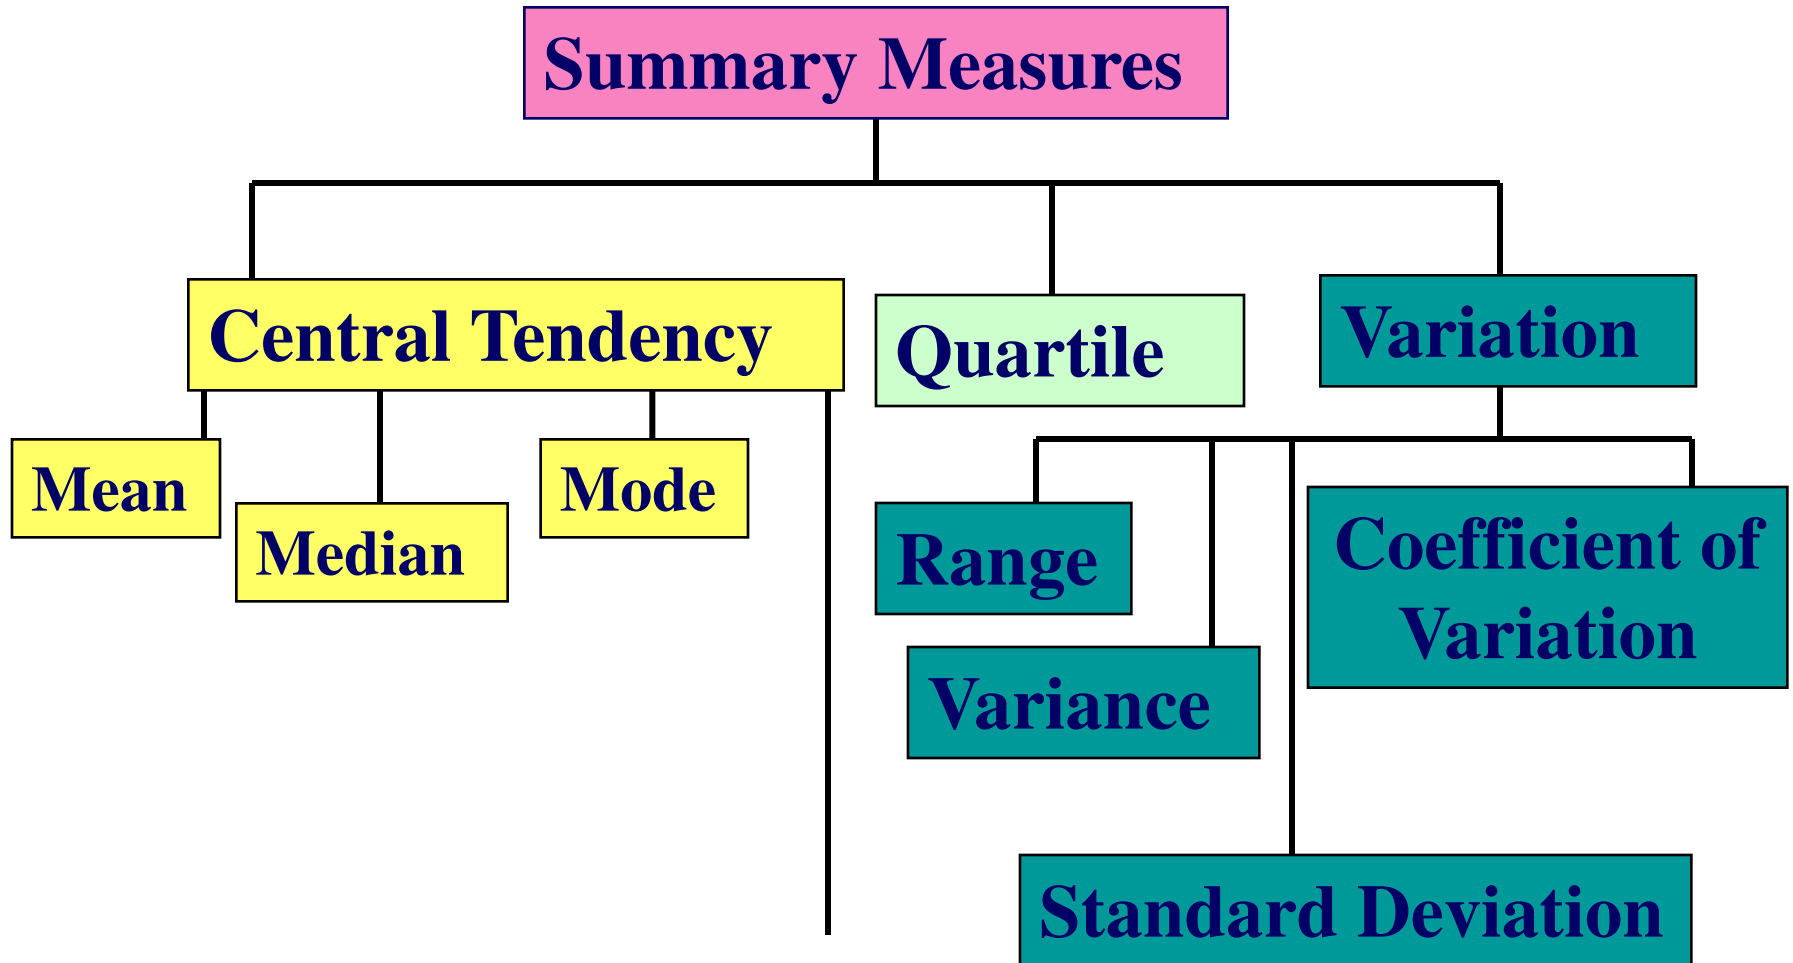 Summary Measures
Central Tendency
Quartile
Variation
Mean
Median
Mode
Range
Variance
Coefficient of
Variation
Standard Deviation